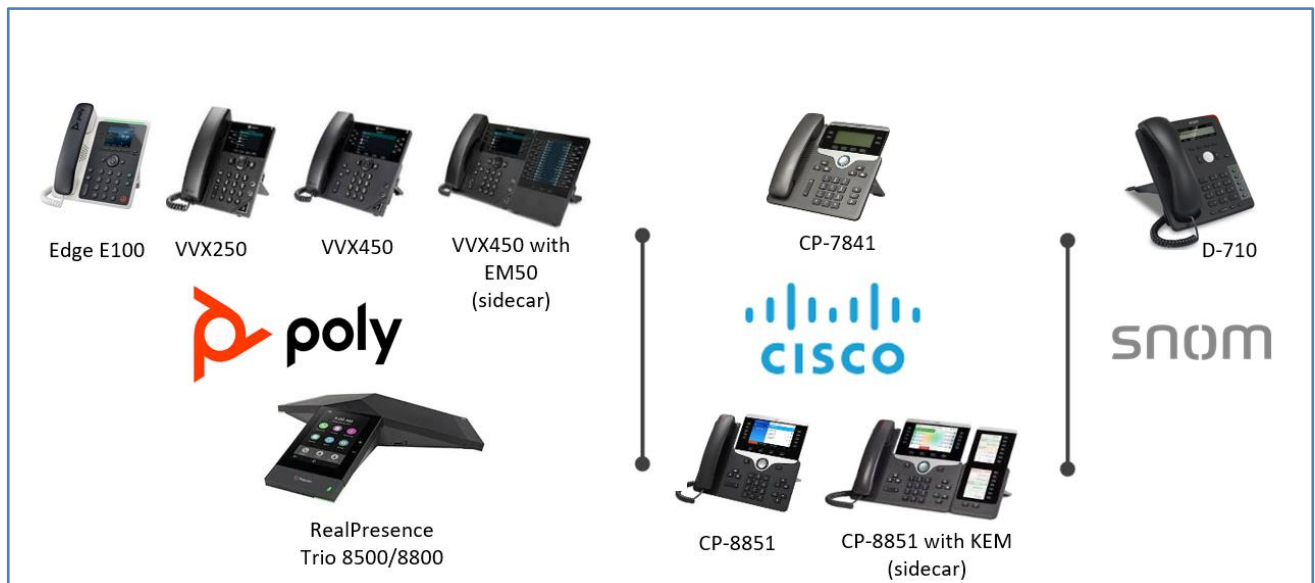 Edge E100
VVX250
VVX450
VVX450 with
EM50
(sidecar)
poly
RealPresence
Trio 8500/8800
CP-7841
CISCO
CP-8851
CP-8851 with KEM
(sidecar)
D-710
snom